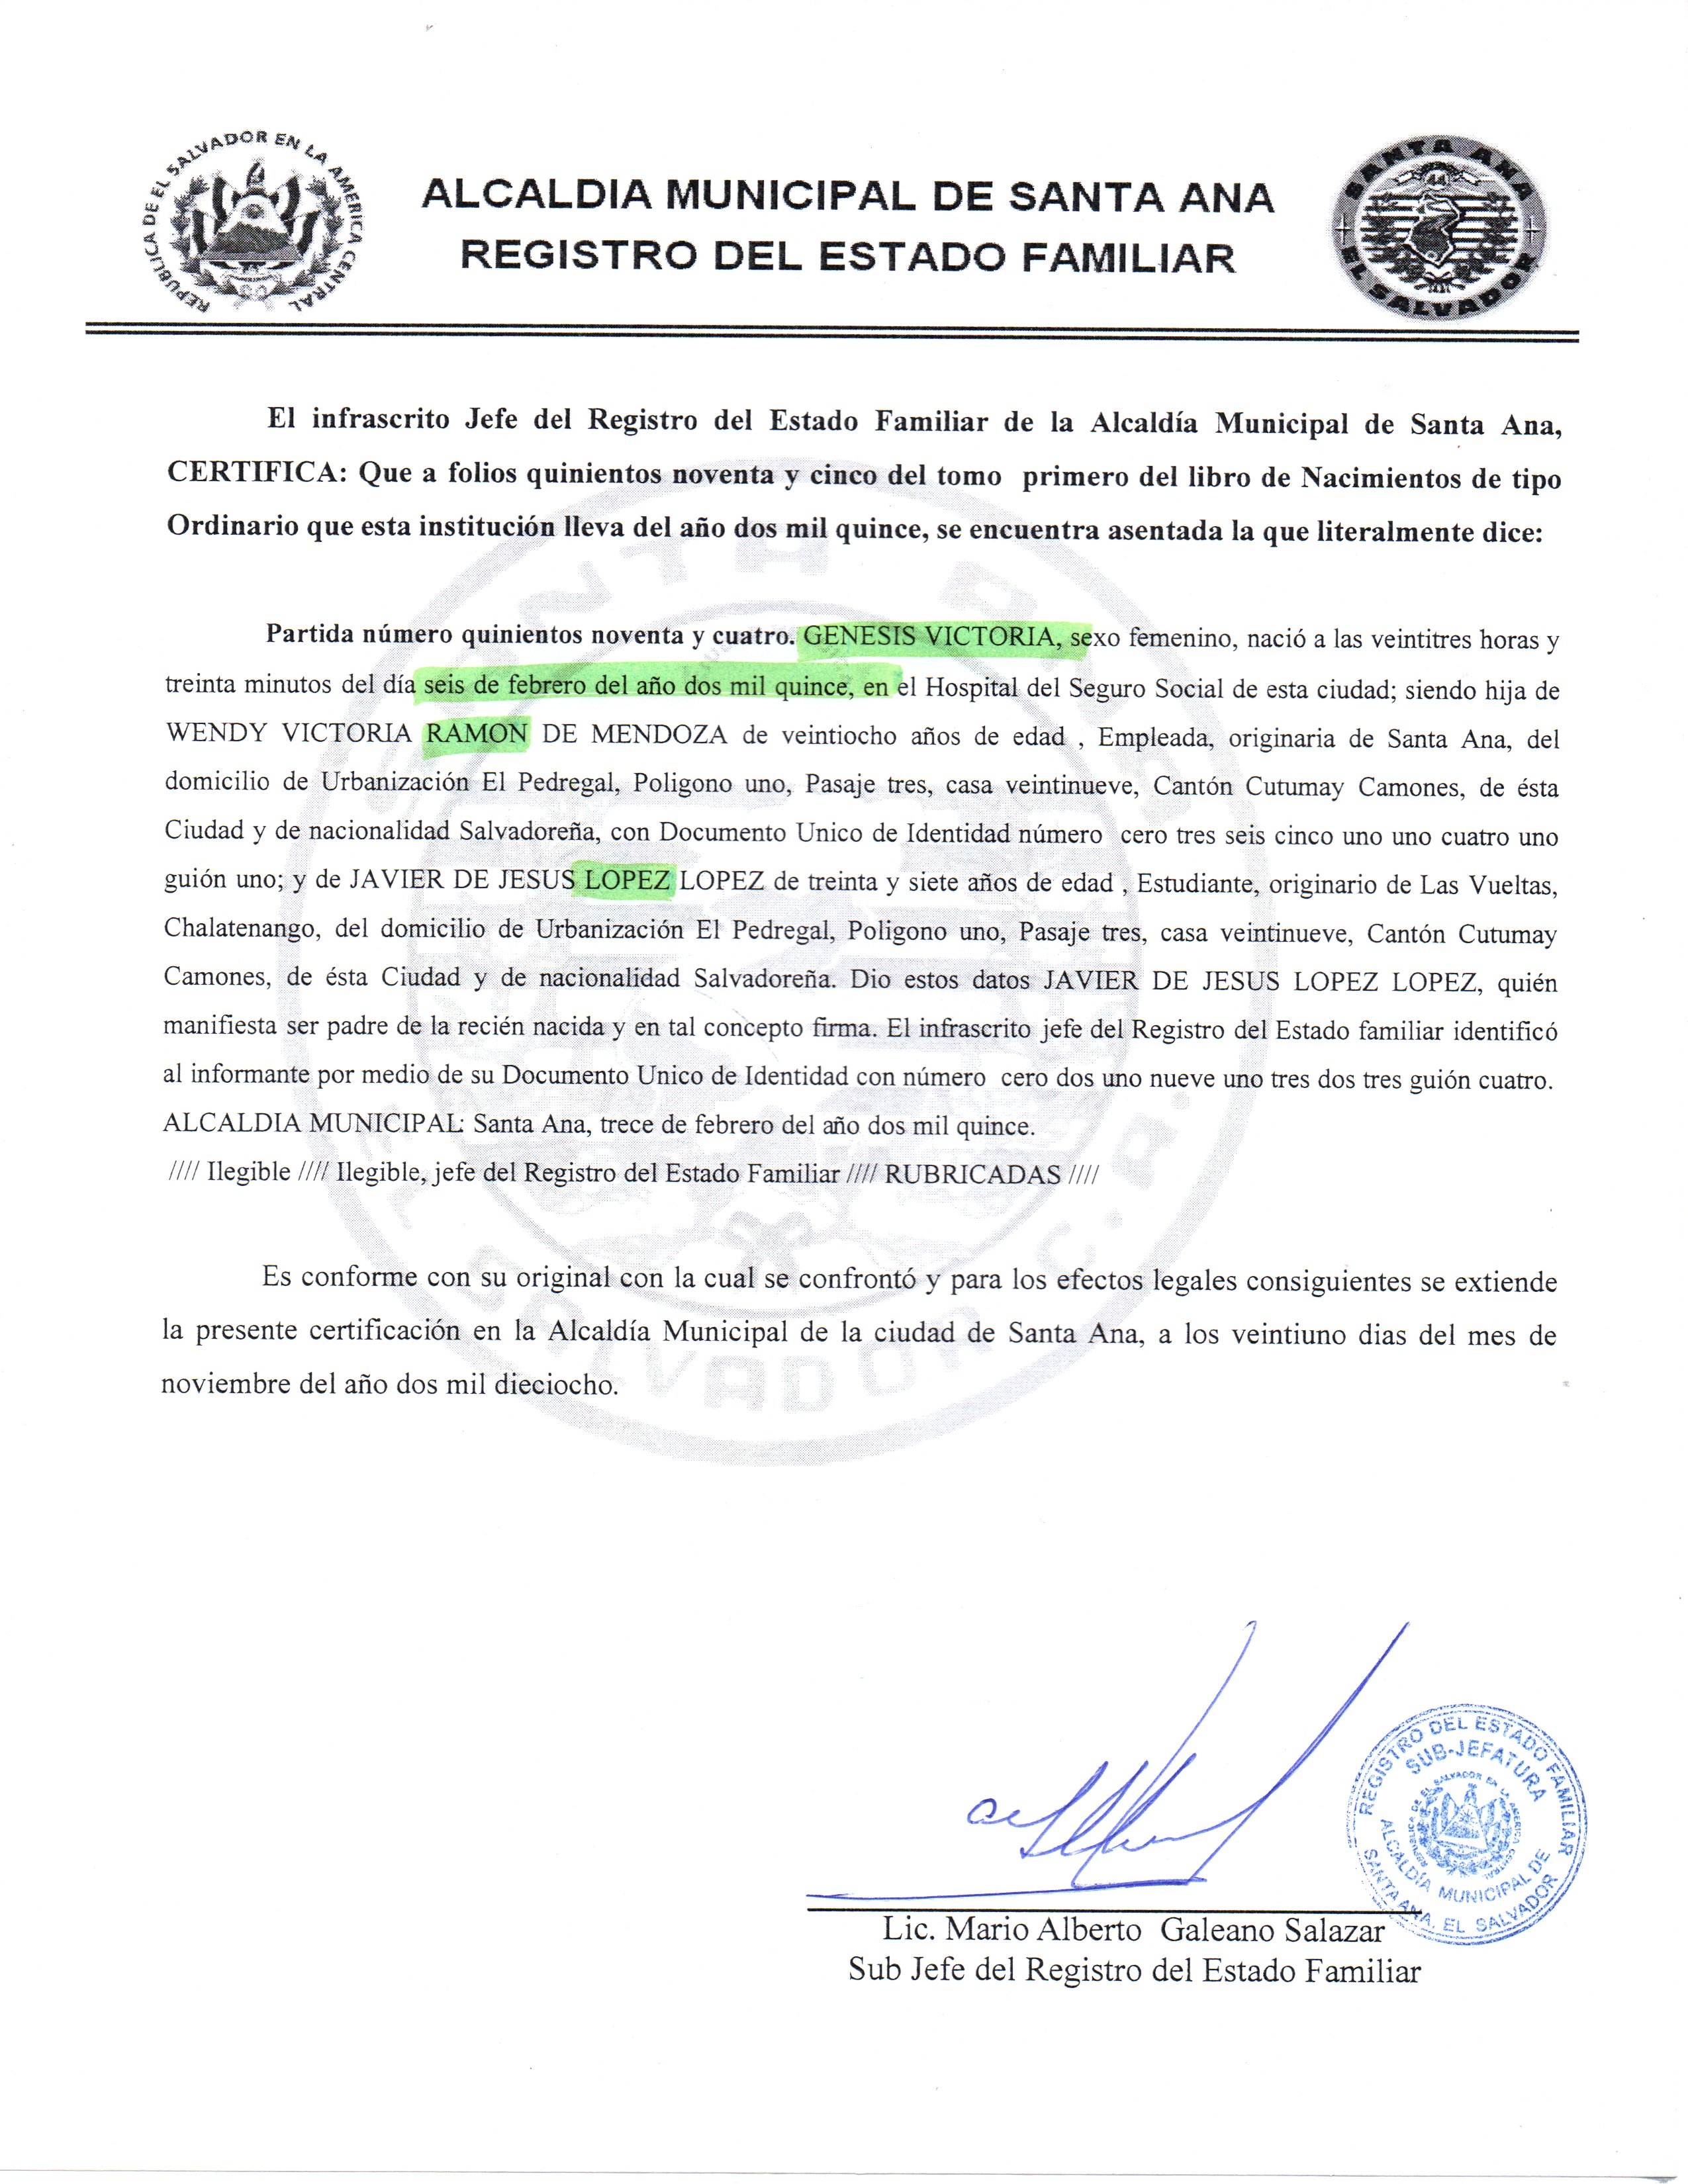 REPUBLICA DE EL SALVADOR EN LA AMERICA CENTRAL
ALCALDIA MUNICIPAL DE SANTA ANA
REGISTRO DEL ESTADO FAMILIAR
SANTA ANA
44
EL SALVADOR
El infrascrito Jefe del Registro del Estado Familiar de la Alcaldía Municipal de Santa Ana,
CERTIFICA: Que a folios quinientos noventa y cinco del tomo primero del libro de Nacimientos de tipo
Ordinario que esta institución lleva del año dos mil quince, se encuentra asentada la que literalmente dice:
Partida número quinientos noventa y cuatro. GENESIS VICTORIA, sexo femenino, nació a las veintitres horas y
treinta minutos del día seis de febrero del año dos mil quince, en el Hospital del Seguro Social de esta ciudad; siendo hija de
WENDY VICTORIA RAMON DE MENDOZA de veintiocho años de edad , Empleada, originaria de Santa Ana, del
domicilio de Urbanización El Pedregal, Poligono uno, Pasaje tres, casa veintinueve, Cantón Cutumay Camones, de ésta
Ciudad y de nacionalidad Salvadoreña, con Documento Unico de Identidad número cero tres seis cinco uno uno cuatro uno
guión uno; y de JAVIER DE JESUS LOPEZ LOPEZ de treinta y siete años de edad , Estudiante, originario de Las Vueltas,
Chalatenango, del domicilio de Urbanización El Pedregal, Poligono uno, Pasaje tres, casa veintinueve, Cantón Cutumay
Camones, de ésta Ciudad y de nacionalidad Salvadoreña. Dio estos datos JAVIER DE JESUS LOPEZ LOPEZ, quién
manifiesta ser padre de la recién nacida y en tal concepto firma. El infrascrito jefe del Registro del Estado familiar identificó
al informante por medio de su Documento Unico de Identidad con número cero dos uno nueve uno tres dos tres guión cuatro.
ALCALDIA MUNICIPAL: Santa Ana, trece de febrero del año dos mil quince.
//// Ilegible //// Ilegible, jefe del Registro del Estado Familiar //// RUBRICADAS ////
Es conforme con su original con la cual se confrontó y para los efectos legales consiguientes se extiende
la presente certificación en la Alcaldía Municipal de la ciudad de Santa Ana, a los veintiuno dias del mes de
noviembre del año dos mil dieciocho.
REGISTRO DEL ESTADO FAMILIAR
SUB-JEFATURA
ALCALDÍA MUNICIPAL DE
SANTA ANA, EL SALVADOR
Lic. Mario Alberto Galeano Salazar
Sub Jefe del Registro del Estado Familiar